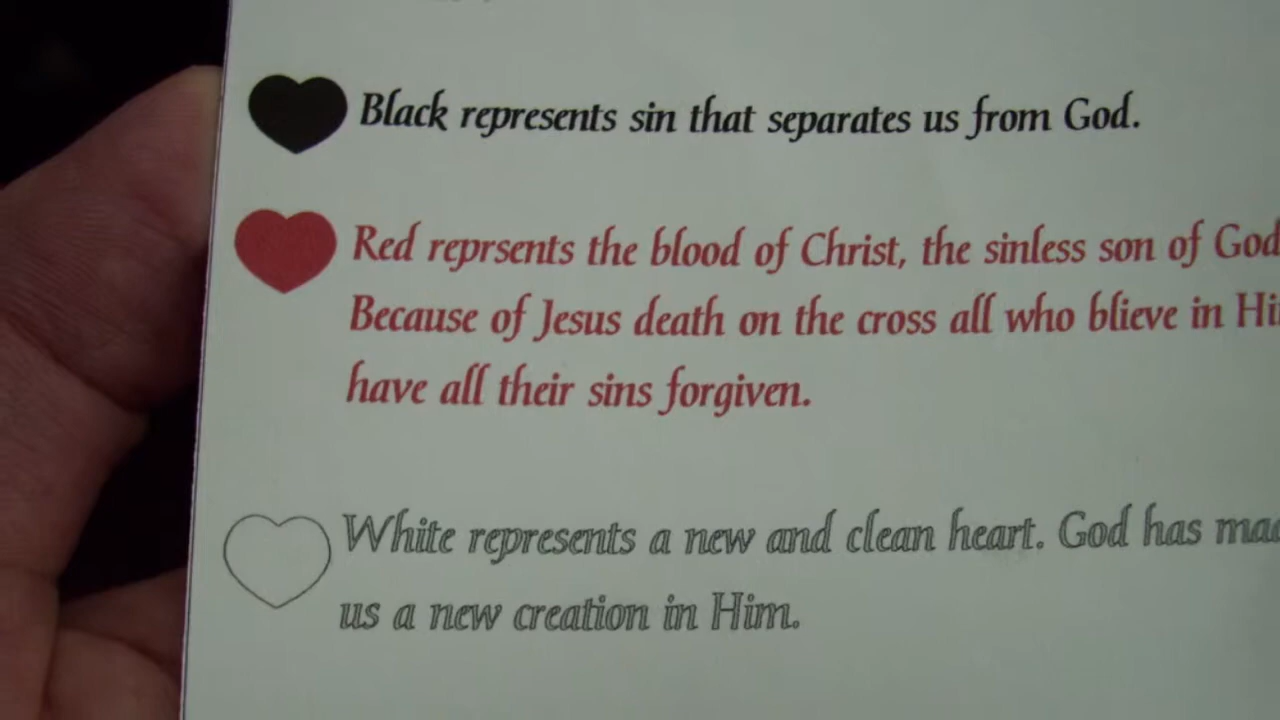 Black represents sin that separates us from God.
Red reprsents the blood of Christ, the sinless son of God
Because of Jesus death on the cross all who blieve in
have all their sins forgiven.
White represents a new and clean heart. God has
us a new creation in Him.